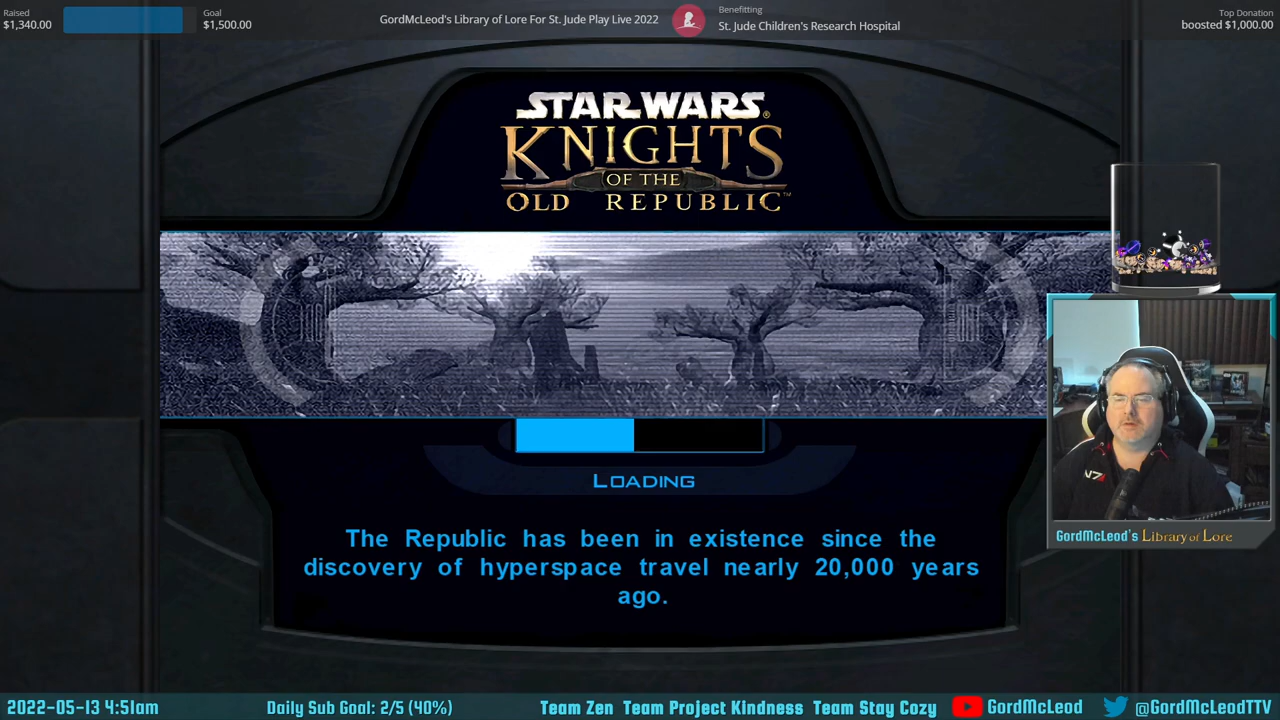 Raised
$1,340.00
Goal
$1,500.00
GordMcLeod's Library of Lore For St. Jude Play Live 2022
Benefitting
St. Jude Children's Research Hospital
Top Donation
boosted $1,000.00
STAR WARS®
KNIGHTS
OF THE
OLD REPUBLIC™
LOADING
The Republic has been in existence since the
discovery of hyperspace travel nearly 20,000 years
ago.
N7
GordMcLeod's Library of Lore
2022-05-13 4:51am
Daily Sub Goal: 2/5 (40%)
Team Zen Team Project Kindness Team Stay Cozy
GordMcLeod
@GordMcLeodTTV